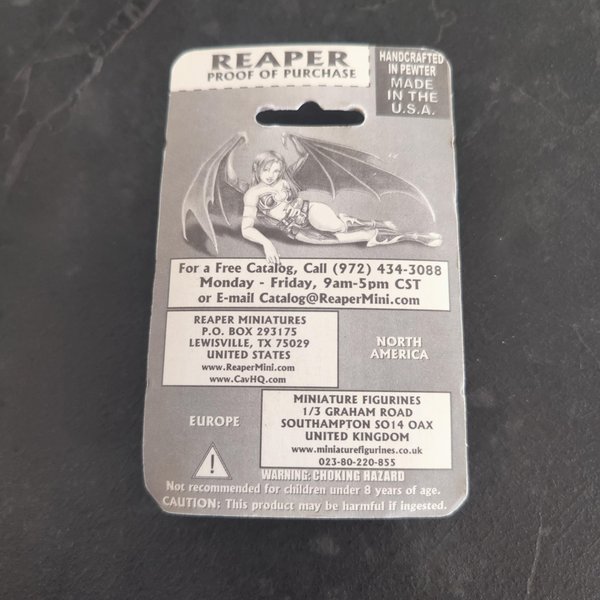 REAPER
PROOF OF PURCHASE
HANDCRAFTED
IN PEWTER
MADE
IN THE
U.S.A.
For a Free Catalog, Call (972) 434-3088
Monday - Friday, 9am-5pm CST
or E-mail Catalog@ReaperMini.com
REAPER MINIATURES
P.O. BOX 293175
LEWISVILLE, TX 75029
UNITED STATES
www.ReaperMini.com
www.CavHQ.com
NORTH
AMERICA
EUROPE
MINIATURE FIGURINES
1/3 GRAHAM ROAD
SOUTHAMPTON SO14 OAX
UNITED KINGDOM
www.miniaturefigurines.co.uk
023-80-220-855
WARNING: CHOKING HAZARD
Not recommended for children under 8 years of age.
CAUTION: This product may be harmful if ingested.